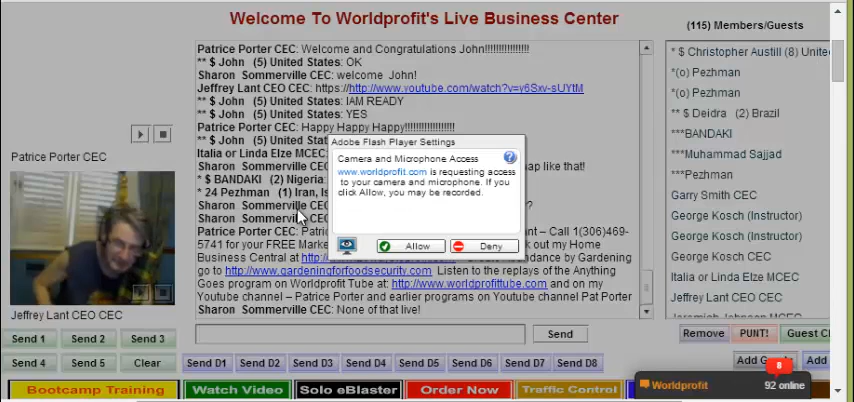 Welcome To Worldprofit's Live Business Center
(115) Members/Guests
Patrice Porter CEC: Welcome and Congratulations John!!!!!!!!!!!!!!!!
** $ John (5) United States: OK
Sharon Sommerville CEC: welcome John!
Jeffrey Lant CEO CEC: https://http://www.youtube.com/watch?v=y6Sxv-sUYtM
** $ John (5) United States: IAM READY
** $ John (5) United States: YES
Patrice Porter CEC: Happy Happy Happy!!!!!!!!!!!!!!!!!!!
** $ John (5) United Stat
Italia or Linda Elze MCEC:
Sharon Sommerville CEC
ap like that!
* $ BANDAKI (2) Nigeria:
* 24 Pezhman (1) Iran, Is
Sharon Sommerville CEC
?
Sharon Sommerville CEC
Patrice Porter CEC: Patri
nt – Call 1(306)469-
5741 for your FREE Marke
ck out my Home
Business Central at http://
undance by Gardening
go to http://www.gardeningforfoodsecurity.com Listen to the replays of the Anything
Goes program on Worldprofit Tube at: http://www.worldprofittube.com and on my
Youtube channel – Patrice Porter and earlier programs on Youtube channel Pat Porter
Sharon Sommerville CEC: None of that live!
Adobe Flash Player Settings
Camera and Microphone Access
?
www.worldprofit.com is requesting access
to your camera and microphone. If you
click Allow, you may be recorded.
Allow
Deny
* $ Christopher Austill (8) Unite
*(o) Pezhman
*(o) Pezhman
** $ Deidra (2) Brazil
***BANDAKI
***Muhammad Sajjad
***Pezhman
Garry Smith CEC
George Kosch (Instructor)
George Kosch (Instructor)
George Kosch CEC
Italia or Linda Elze MCEC
Jeffrey Lant CEO CEC
Jeremiah Johnson MCEC
Patrice Porter CEC
Jeffrey Lant CEO CEC
Send
Remove
PUNT!
Guest C
Send 1
Send 2
Send 3
Send 4
Send 5
Clear
Send D1
Send D2
Send D3
Send D4
Send D5
Send D6
Send D7
Send D8
Add
Add
8
Worldprofit
92 online
Bootcamp Training
Watch Video
Solo eBlaster
Order Now
Traffic Control